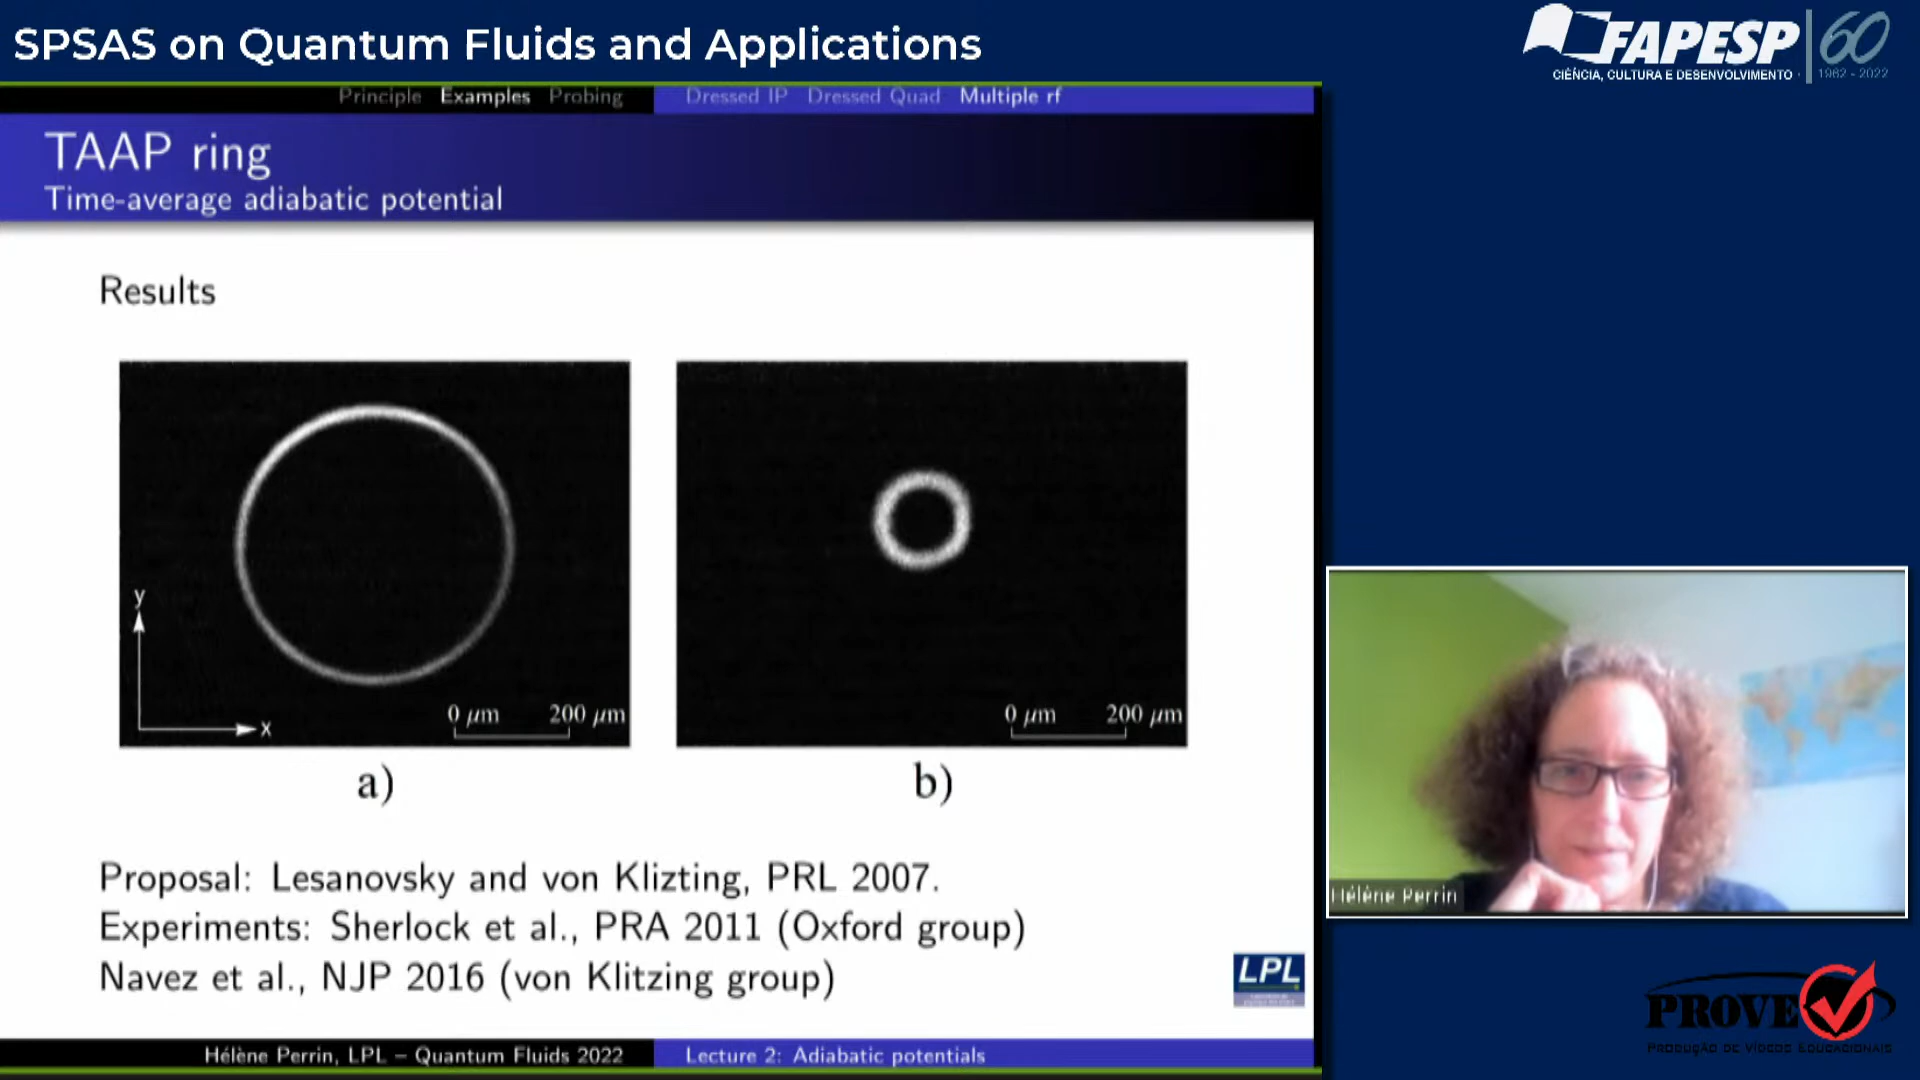 SPSAS on Quantum Fluids and Applications
FAPESP 60
CIÊNCIA, CULTURA E DESENVOLVIMENTO
1962 - 2022
Principle Examples Probing
Dressed IP Dressed Quad Multiple rf
TAAP ring
Time-average adiabatic potential
Results
y
x
0 μm 200 μm
0 μm 200 μm
a)
b)
Proposal: Lesanovsky and von Klizting, PRL 2007.
Experiments: Sherlock et al., PRA 2011 (Oxford group)
Navez et al., NJP 2016 (von Klitzing group)
LPL
Hélène Perrin, LPL – Quantum Fluids 2022
Lecture 2: Adiabatic potentials
Hélène Perrin
PROVE
PRODUÇÃO DE VÍDEOS EDUCACIONAIS